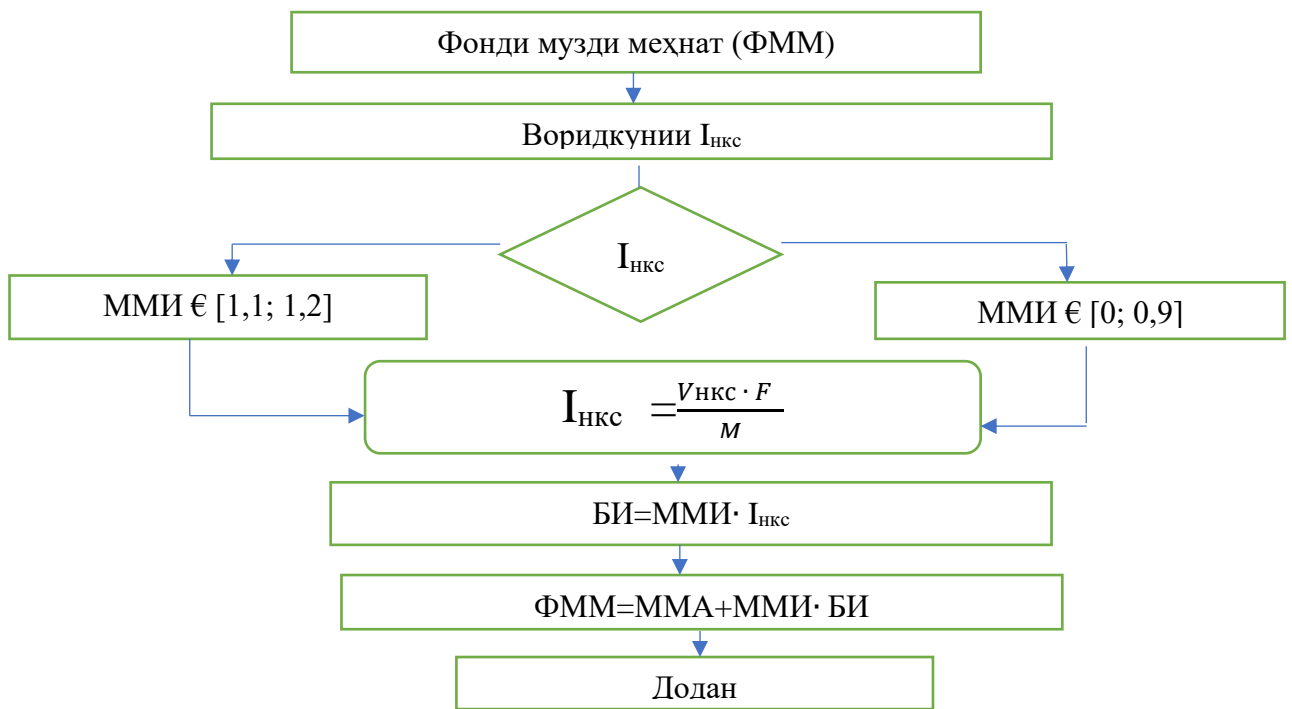 Фонди музди меҳнат (ФММ)
Воридкунии Iнкс
Iнкс
ММИ € [1,1; 1,2]
ММИ € [0; 0,9]
Iнкс = Vнкс · F / M
БИ=ММИ· Iнкс
ФММ=ММА+ММИ· БИ
Додан